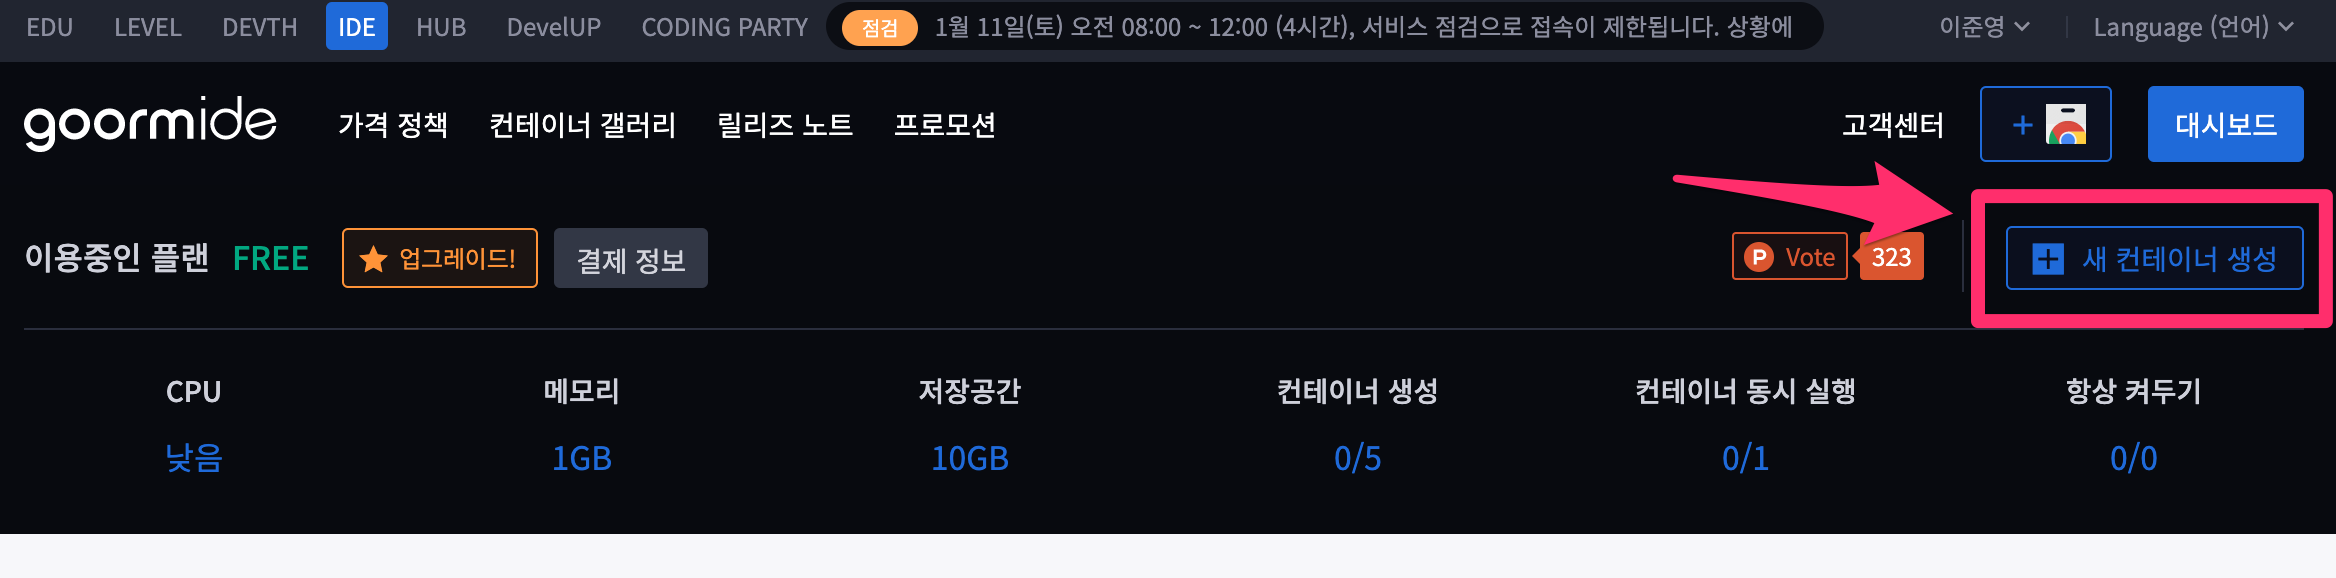 EDU LEVEL DEVTH IDE HUB DevelUP CODING PARTY 점검 1월 11일(토) 오전 08:00 ~ 12:00 (4시간), 서비스 점검으로 접속이 제한됩니다. 상황에 이준영 Language (언어)
goormide 가격 정책 컨테이너 갤러리 릴리즈 노트 프로모션 고객센터 + 대시보드
이용중인 플랜 FREE 업그레이드! 결제 정보 P Vote 323 새 컨테이너 생성
CPU 메모리 저장공간 컨테이너 생성 컨테이너 동시 실행 항상 켜두기
낮음 1GB 10GB 0/5 0/1 0/0